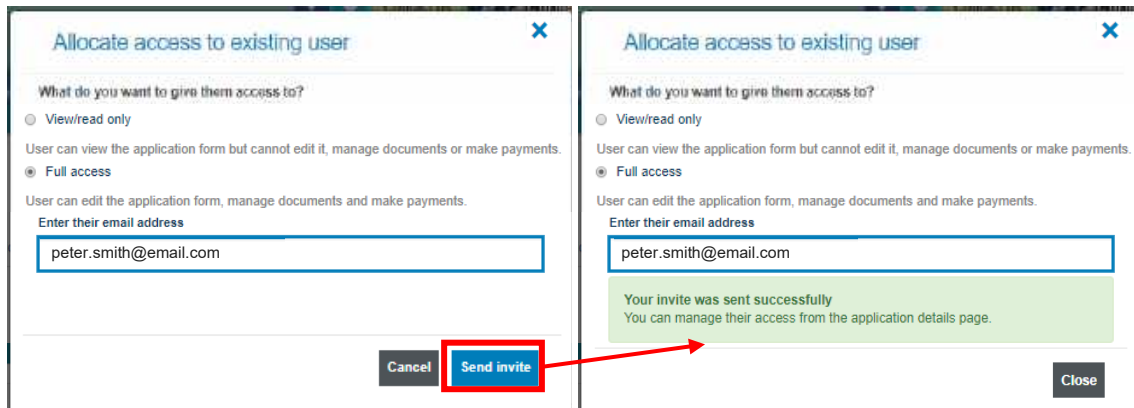 Allocate access to existing user
What do you want to give them access to?
View/read only
User can view the application form but cannot edit it, manage documents or make payments.
Full access
User can edit the application form, manage documents and make payments.
Enter their email address
peter.smith@email.com
Cancel
Send invite
Allocate access to existing user
What do you want to give them access to?
View/read only
User can view the application form but cannot edit it, manage documents or make payments.
Full access
User can edit the application form, manage documents and make payments.
Enter their email address
peter.smith@email.com
Your invite was sent successfully
You can manage their access from the application details page.
Close